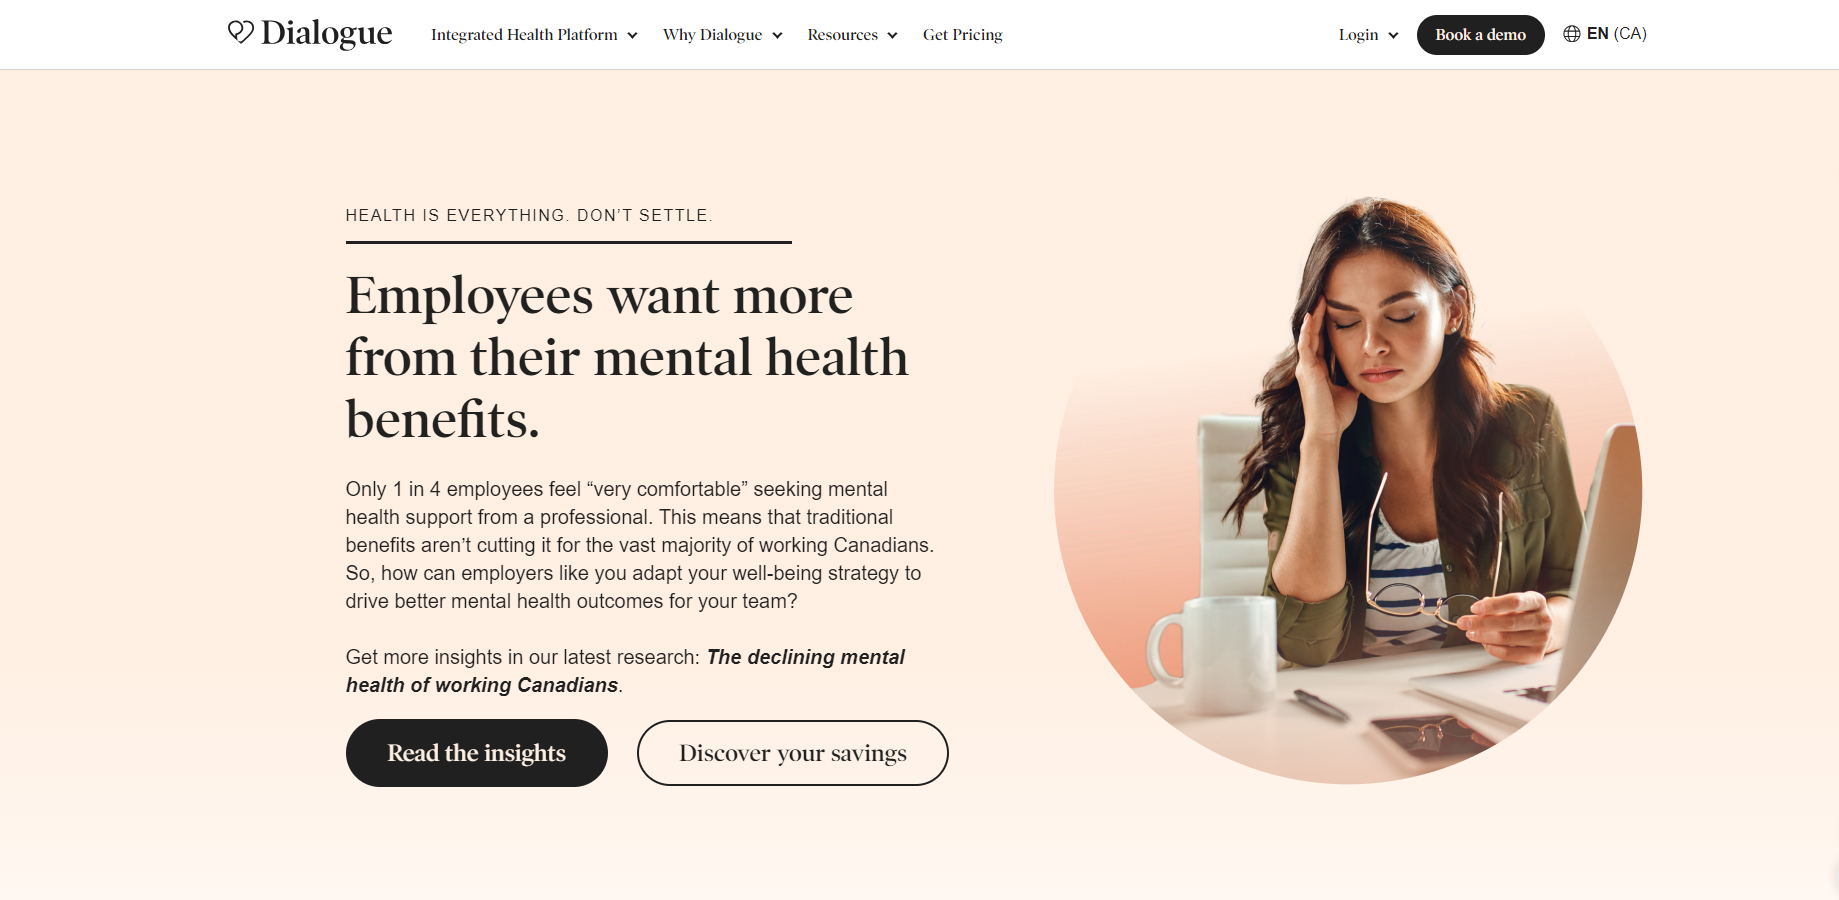 Dialogue
Integrated Health Platform
Why Dialogue
Resources
Get Pricing
Login
Book a demo
EN (CA)
HEALTH IS EVERYTHING. DON’T SETTLE.
Employees want more
from their mental health
benefits.
Only 1 in 4 employees feel “very comfortable” seeking mental
health support from a professional. This means that traditional
benefits aren’t cutting it for the vast majority of working Canadians.
So, how can employers like you adapt your well-being strategy to
drive better mental health outcomes for your team?
Get more insights in our latest research: The declining mental
health of working Canadians.
Read the insights
Discover your savings